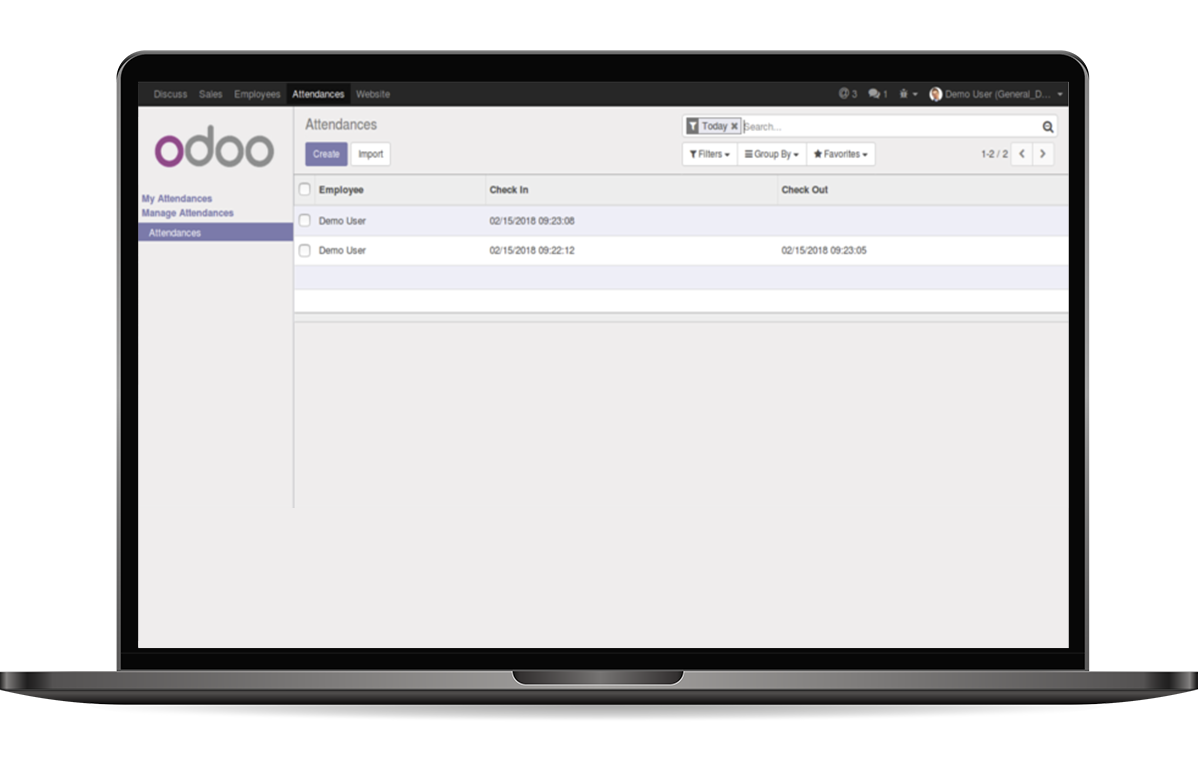 Discuss Sales Employees Attendances Website 3 1 Demo User (General_D...
odoo
Attendances
Today Search...
Create Import
Filters Group By Favorites 1-2 / 2
My Attendances
Manage Attendances
Attendances
Employee Check In Check Out
Demo User 02/15/2018 09:23:08
Demo User 02/15/2018 09:22:12 02/15/2018 09:23:05